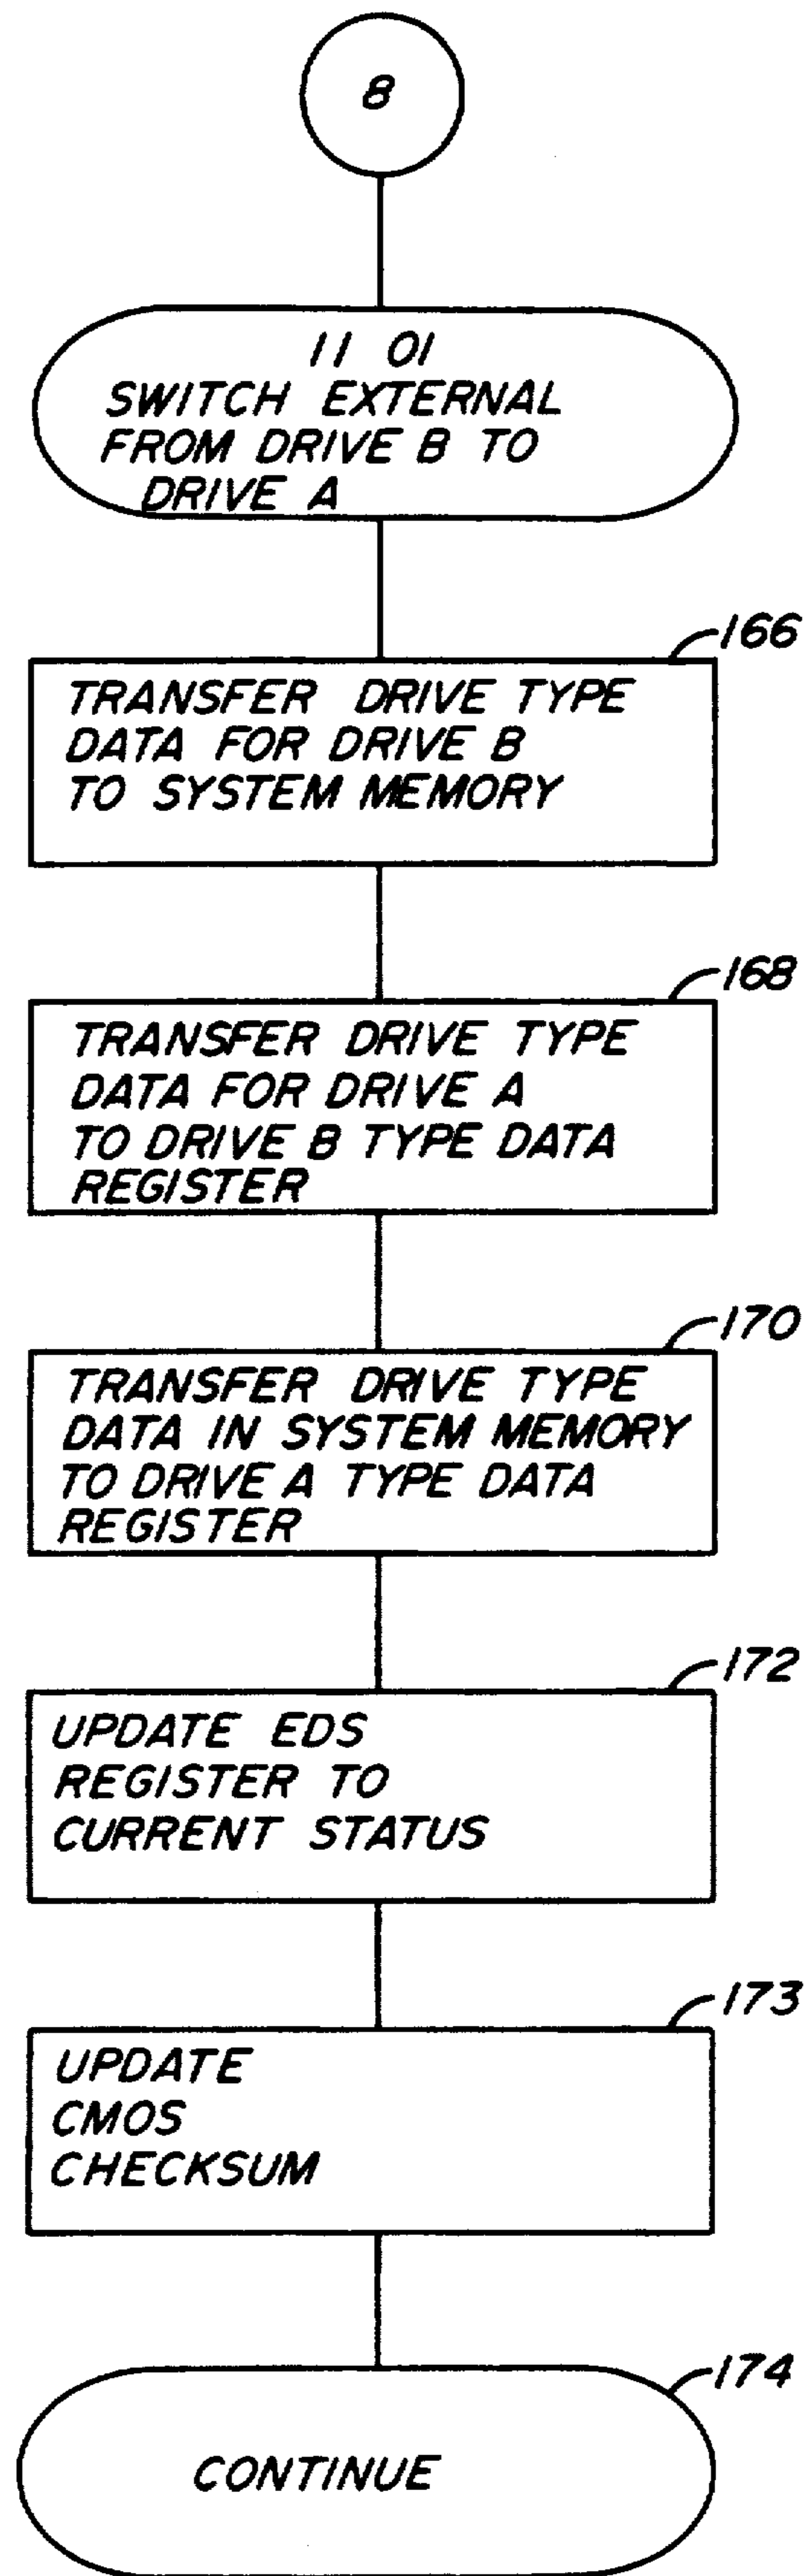 8
11 01
SWITCH EXTERNAL
FROM DRIVE B TO
DRIVE A
166
TRANSFER DRIVE TYPE
DATA FOR DRIVE B
TO SYSTEM MEMORY
168
TRANSFER DRIVE TYPE
DATA FOR DRIVE A
TO DRIVE B TYPE DATA
REGISTER
170
TRANSFER DRIVE TYPE
DATA IN SYSTEM MEMORY
TO DRIVE A TYPE DATA
REGISTER
172
UPDATE EDS
REGISTER TO
CURRENT STATUS
173
UPDATE
CMOS
CHECKSUM
174
CONTINUE